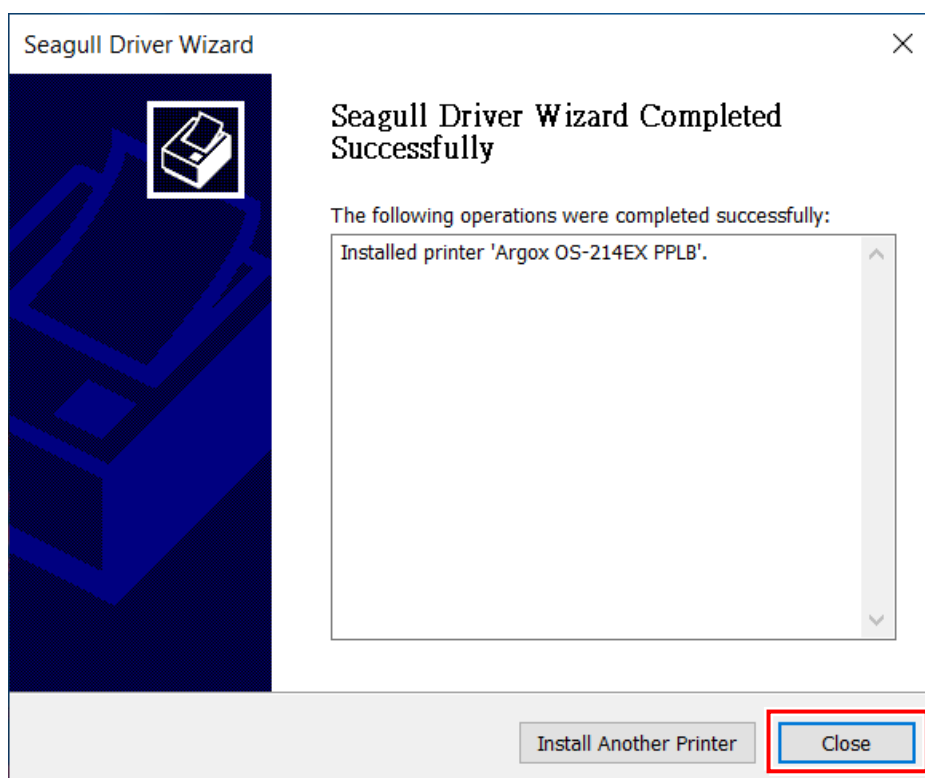 Seagull Driver Wizard
Seagull Driver Wizard Completed
Successfully
The following operations were completed successfully:
Installed printer 'Argox OS-214EX PPLB'.
Install Another Printer
Close